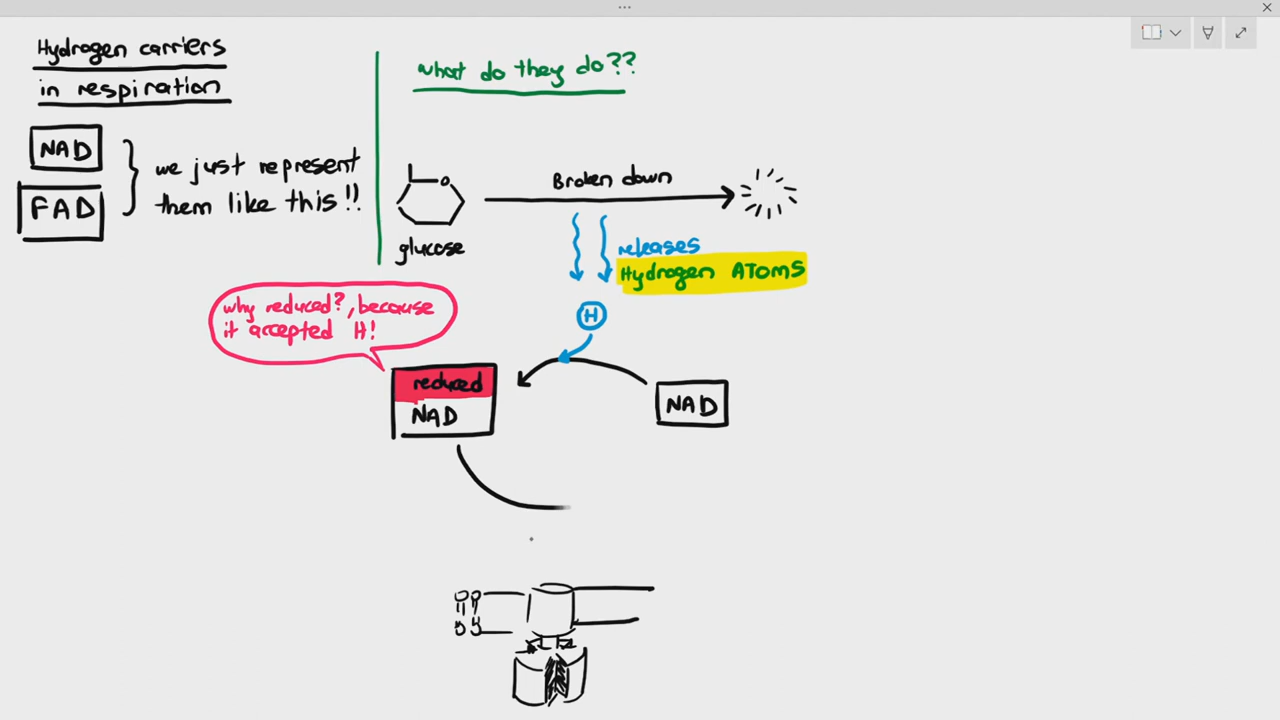 Hydrogen carriers
in respiration
NAD
FAD
we just represent
them like this!!
what do they do??
Broken down
glucose
releases
Hydrogen AToms
H
why reduced?, because
it accepted H!
reduced
NAD
NAD